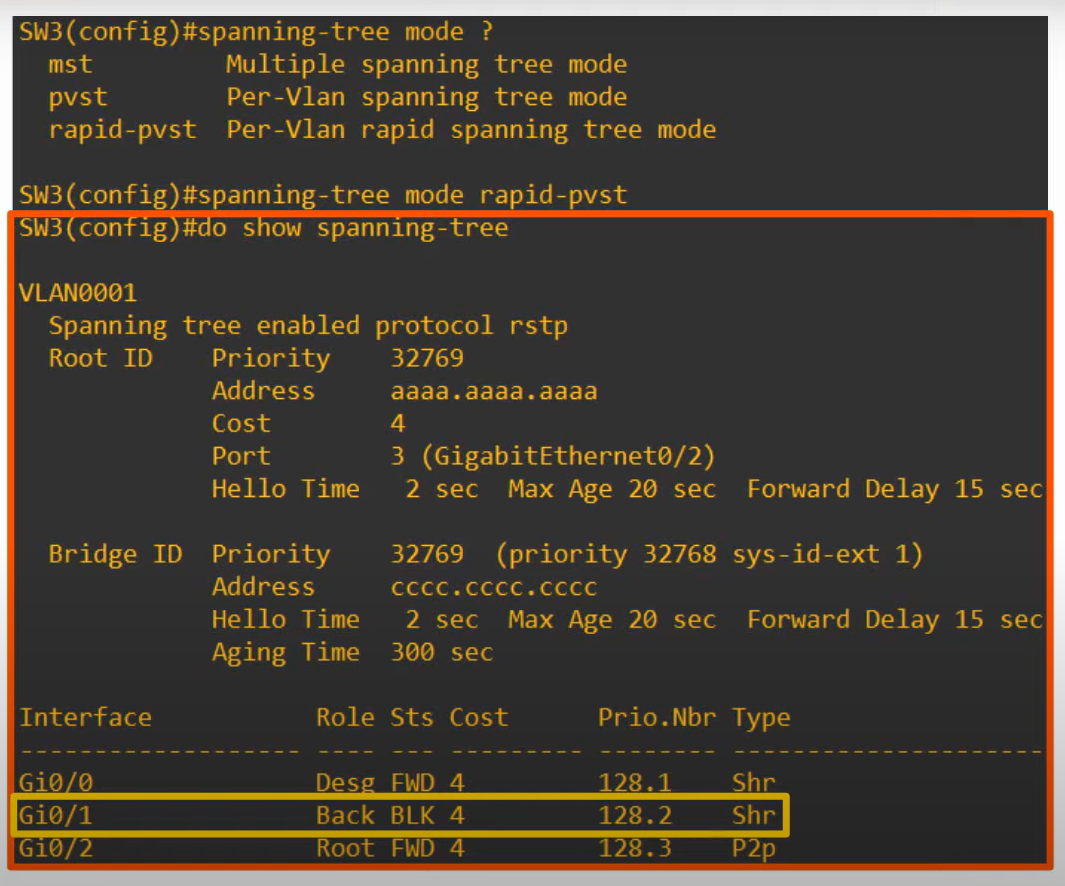 SW3(config)#spanning-tree mode ?
  mst         Multiple spanning tree mode
  pvst        Per-Vlan spanning tree mode
  rapid-pvst  Per-Vlan rapid spanning tree mode

SW3(config)#spanning-tree mode rapid-pvst
SW3(config)#do show spanning-tree

VLAN0001
  Spanning tree enabled protocol rstp
  Root ID    Priority    32769
             Address     aaaa.aaaa.aaaa
             Cost        4
             Port        3 (GigabitEthernet0/2)
             Hello Time   2 sec  Max Age 20 sec  Forward Delay 15 sec

  Bridge ID  Priority    32769  (priority 32768 sys-id-ext 1)
             Address     cccc.cccc.cccc
             Hello Time   2 sec  Max Age 20 sec  Forward Delay 15 sec
             Aging Time  300 sec

Interface           Role Sts Cost      Prio.Nbr Type
------------------- ---- --- --------- -------- ---------------------
Gi0/0               Desg FWD 4         128.1    Shr
Gi0/1               Back BLK 4         128.2    Shr
Gi0/2               Root FWD 4         128.3    P2p